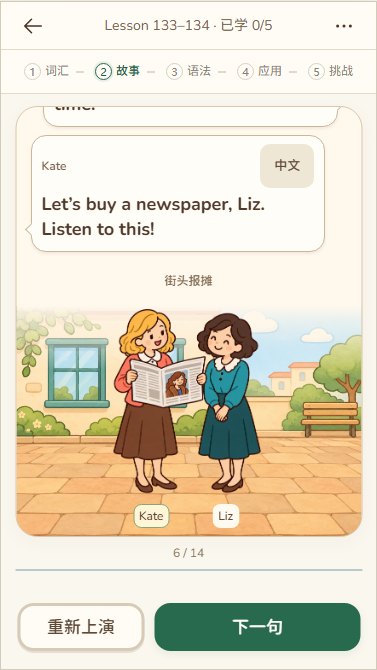 Lesson 133–134 · 已学 0/5
1 词汇 — 2 故事 — 3 语法 — 4 应用 — 5 挑战
time.
Kate
中文
Let's buy a newspaper, Liz.
Listen to this!
街头报摊
Kate
Liz
6 / 14
重新上演
下一句